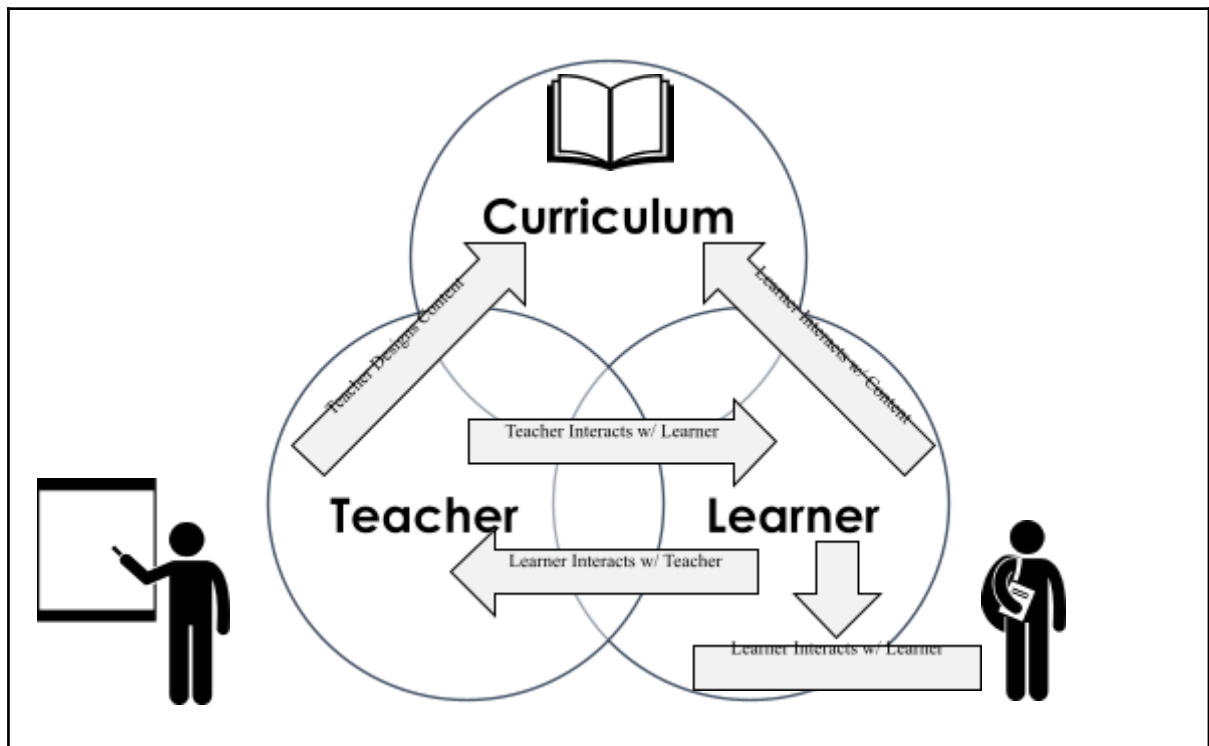 Curriculum
Teacher Designs Content
Learner Interacts w/ Content
Teacher Interacts w/ Learner
Teacher
Learner
Learner Interacts w/ Teacher
Learner Interacts w/ Learner